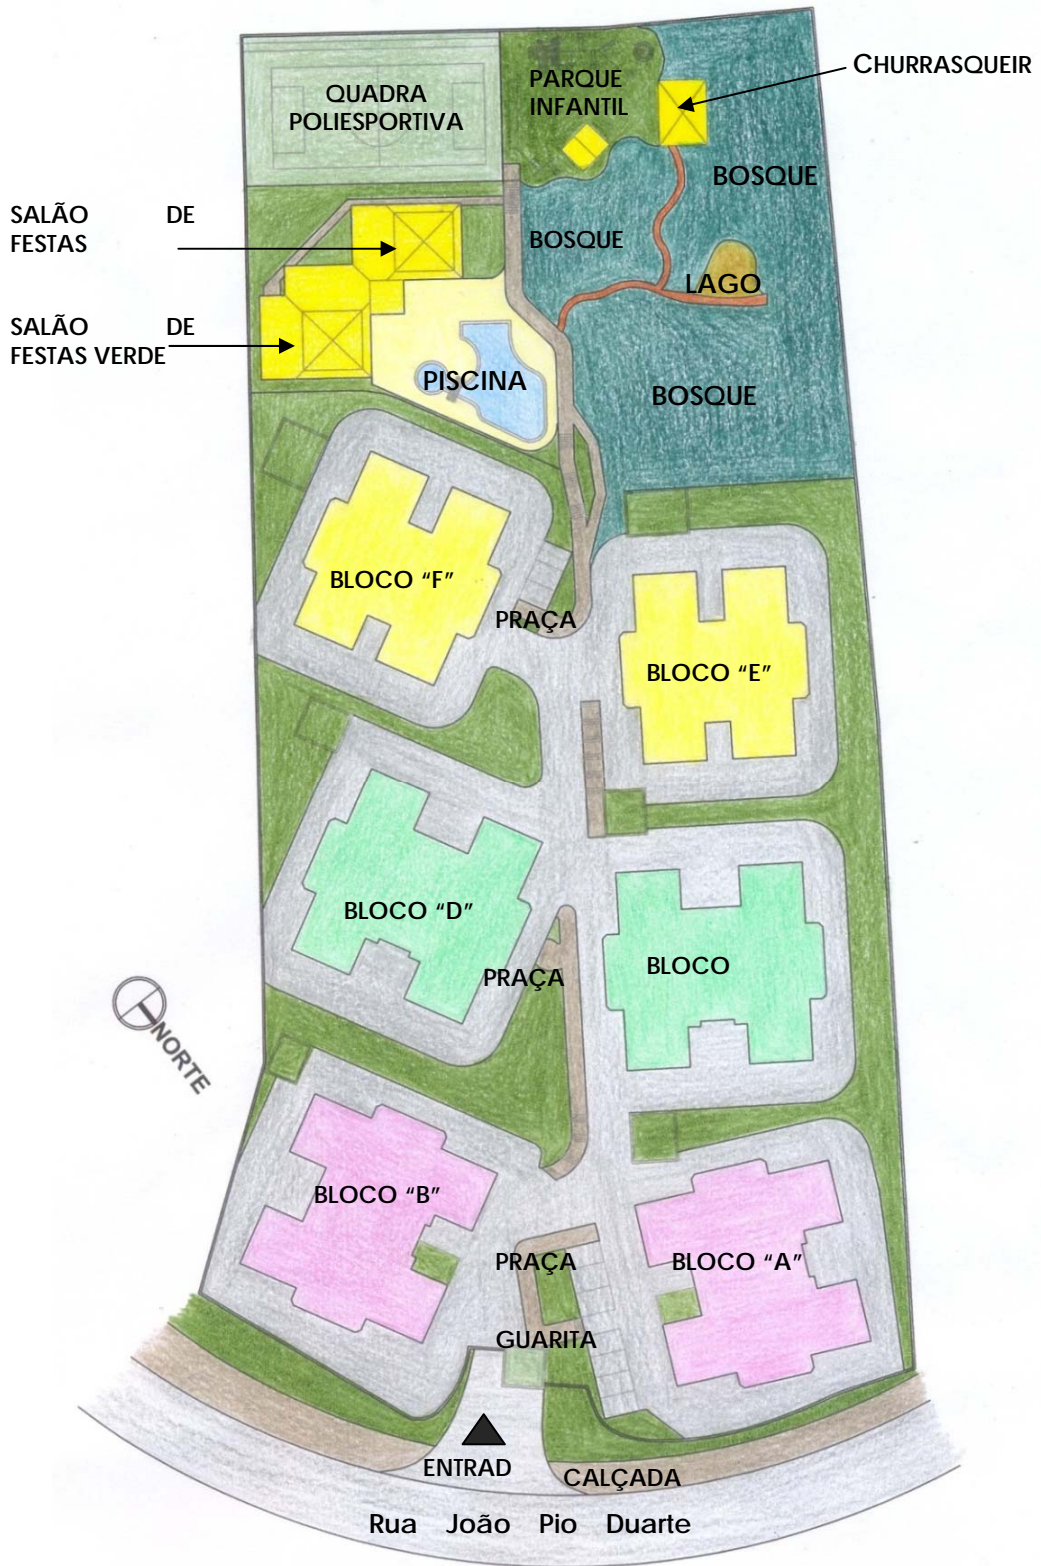 CHURRASQUEIR
QUADRA
POLIESPORTIVA
PARQUE
INFANTIL
BOSQUE
SALÃO DE
FESTAS
BOSQUE
LAGO
SALÃO DE
FESTAS VERDE
PISCINA
BOSQUE
BLOCO “F”
PRAÇA
BLOCO “E”
BLOCO “D”
PRAÇA
BLOCO
NORTE
BLOCO “B”
PRAÇA
BLOCO “A”
GUARITA
ENTRAD
CALÇADA
Rua João Pio Duarte